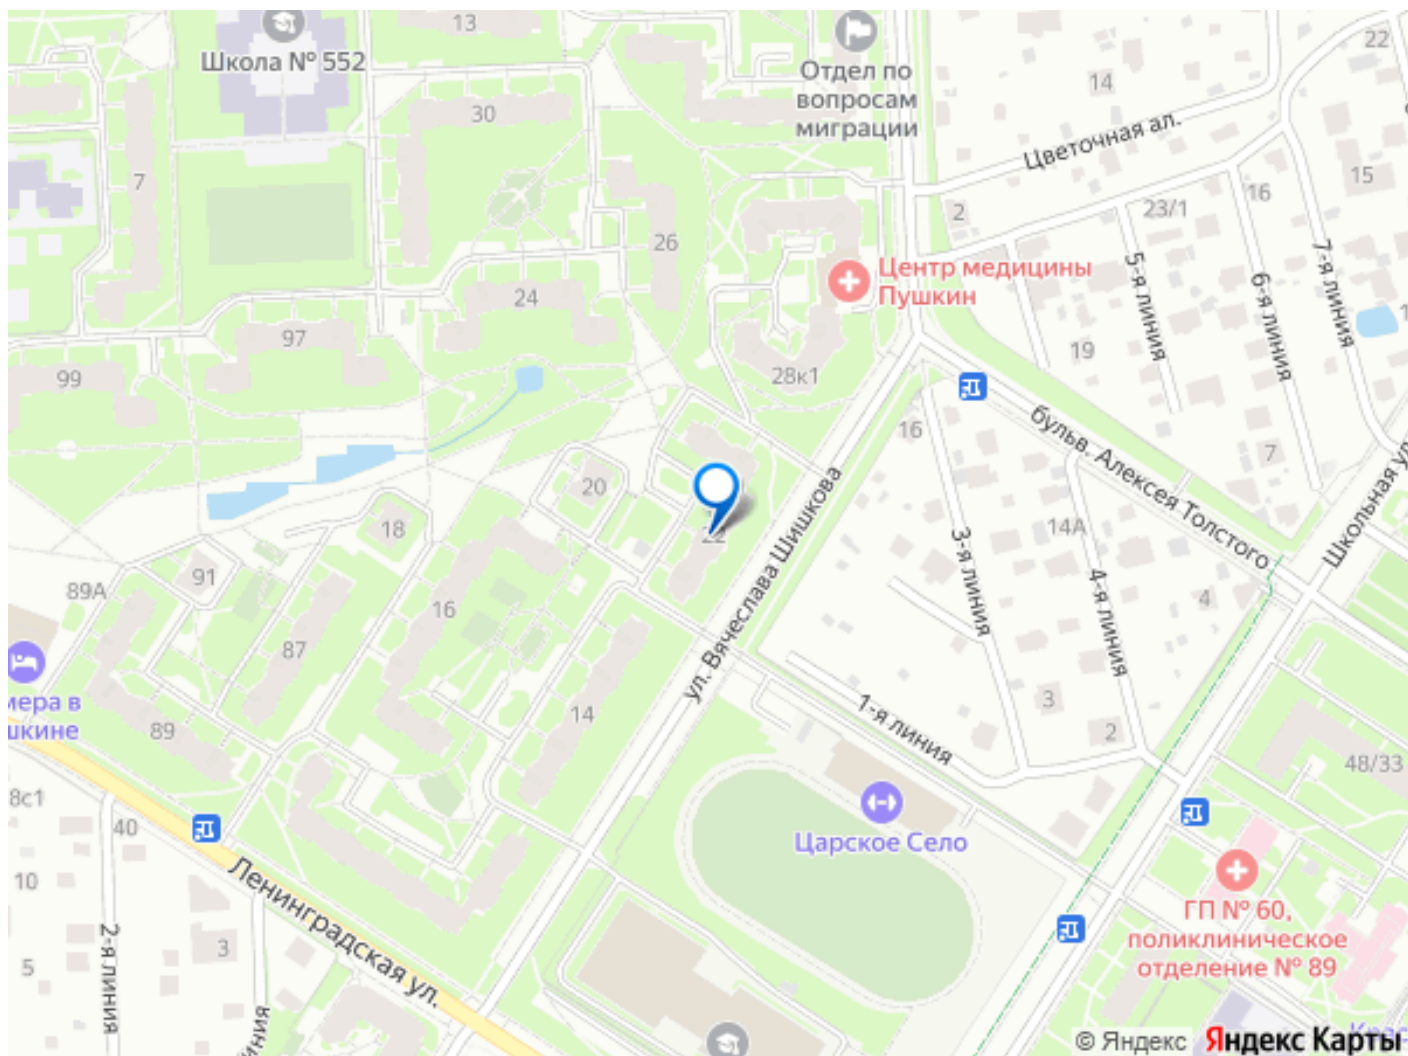 13
Школа № 552
22
Отдел по
вопросам
миграции
14
30
Цветочная ал.
7
15
16
23/1
2
26
Центр медицины
Пушкин
5-я линия
6-я линия
7-я линия
24
97
19
99
28к1
16
бульв. Алексея Толстого
7
Школьная ул.
20
18
22
ул. Вячеслава Шишкова
14А
3-я линия
4-я линия
4
91
89А
16
87
мера в
шкине
89
14
1-я линия
3
2
48/33
8с1
40
Царское Село
10
Ленинградская ул.
ГП № 60,
поликлиническое
отделение № 89
2-я линия
3
5
© Яндекс Яндекс Карты